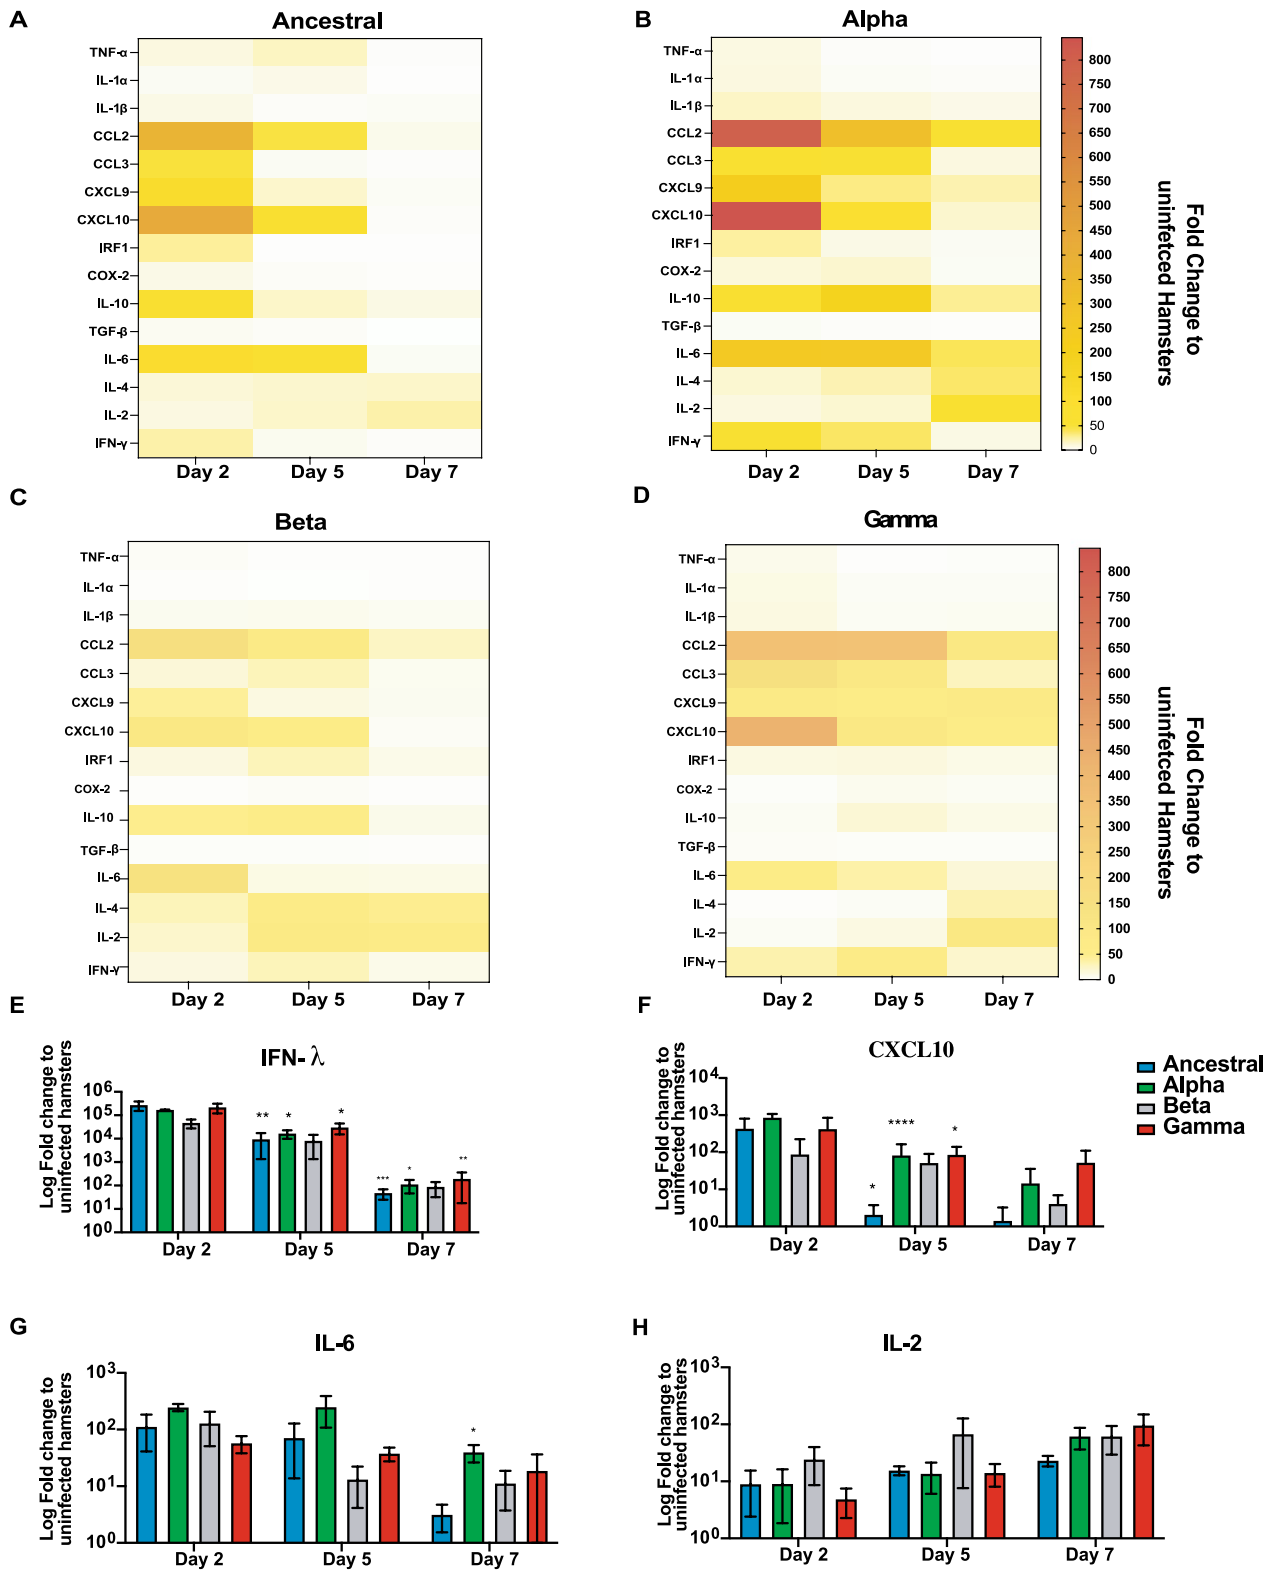 A
Ancestral
TNF-α
IL-1α
IL-1β
CCL2
CCL3
CXCL9
CXCL10
IRF1
COX-2
IL-10
TGF-β
IL-6
IL-4
IL-2
IFN-γ
Day 2 Day 5 Day 7
B
Alpha
TNF-α
IL-1α
IL-1β
CCL2
CCL3
CXCL9
CXCL10
IRF1
COX-2
IL-10
TGF-β
IL-6
IL-4
IL-2
IFN-γ
Day 2 Day 5 Day 7
800
750
700
650
600
550
500
450
400
350
300
250
200
150
100
50
0
Fold Change to
uninfetced Hamsters
C
Beta
TNF-α
IL-1α
IL-1β
CCL2
CCL3
CXCL9
CXCL10
IRF1
COX-2
IL-10
TGF-β
IL-6
IL-4
IL-2
IFN-γ
Day 2 Day 5 Day 7
D
Gamma
TNF-α
IL-1α
IL-1β
CCL2
CCL3
CXCL9
CXCL10
IRF1
COX-2
IL-10
TGF-β
IL-6
IL-4
IL-2
IFN-γ
Day 2 Day 5 Day 7
800
750
700
650
600
550
500
450
400
350
300
250
200
150
100
50
0
Fold Change to
uninfetced Hamsters
E
IFN- λ
Log Fold change to
uninfected hamsters
10⁶
10⁵
10⁴
10³
10²
10¹
10⁰
** * *
*** * **
Day 2 Day 5 Day 7
F
CXCL10
Log Fold change to
uninfected hamsters
10⁴
10³
10²
10¹
10⁰
* **** *
Day 2 Day 5 Day 7
Ancestral
Alpha
Beta
Gamma
G
IL-6
Log Fold change to
uninfected hamsters
10³
10²
10¹
10⁰
*
Day 2 Day 5 Day 7
H
IL-2
Log Fold change to
uninfected hamsters
10³
10²
10¹
10⁰
Day 2 Day 5 Day 7